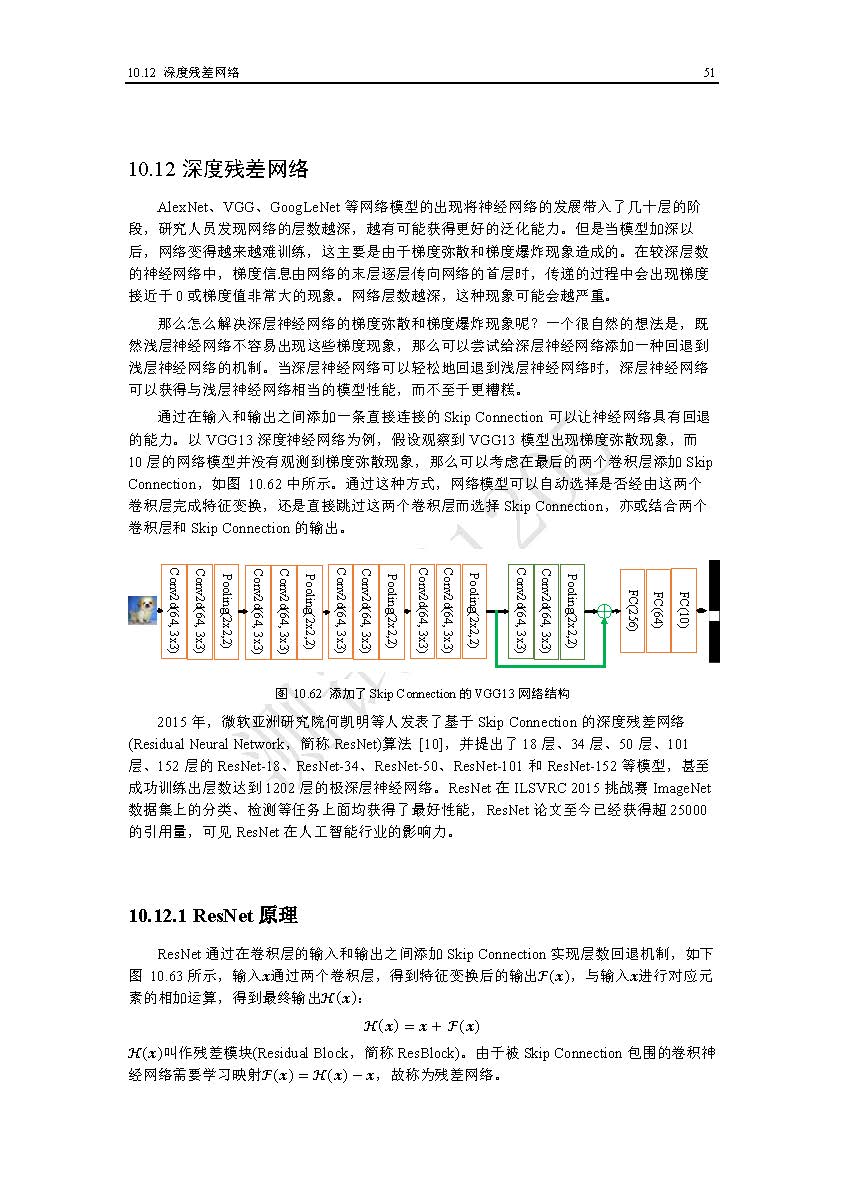 10.12 深度残差网络 51
10.12 深度残差网络
AlexNet、VGG、GoogLeNet 等网络模型的出现将神经网络的发展带入了几十层的阶
段，研究人员发现网络的层数越深，越有可能获得更好的泛化能力。但是当模型加深以
后，网络变得越来越难训练，这主要是由于梯度弥散和梯度爆炸现象造成的。在较深层数
的神经网络中，梯度信息由网络的末层逐层传向网络的首层时，传递的过程中会出现梯度
接近于 0 或梯度值非常大的现象。网络层数越深，这种现象可能会越严重。
那么怎么解决深层神经网络的梯度弥散和梯度爆炸现象呢？一个很自然的想法是，既
然浅层神经网络不容易出现这些梯度现象，那么可以尝试给深层神经网络添加一种回退到
浅层神经网络的机制。当深层神经网络可以轻松地回退到浅层神经网络时，深层神经网络
可以获得与浅层神经网络相当的模型性能，而不至于更糟糕。
通过在输入和输出之间添加一条直接连接的 Skip Connection 可以让神经网络具有回退
的能力。以 VGG13 深度神经网络为例，假设观察到 VGG13 模型出现梯度弥散现象，而
10 层的网络模型并没有观测到梯度弥散现象，那么可以考虑在最后的两个卷积层添加 Skip
Connection，如图 10.62 中所示。通过这种方式，网络模型可以自动选择是否经由这两个
卷积层完成特征变换，还是直接跳过这两个卷积层而选择 Skip Connection，亦或结合两个
卷积层和 Skip Connection 的输出。
Conv2d(64, 3x3)
Conv2d(64, 3x3)
Pooling(2x2,2)
Conv2d(64, 3x3)
Conv2d(64, 3x3)
Pooling(2x2,2)
Conv2d(64, 3x3)
Conv2d(64, 3x3)
Pooling(2x2,2)
Conv2d(64, 3x3)
Conv2d(64, 3x3)
Pooling(2x2,2)
Conv2d(64, 3x3)
Conv2d(64, 3x3)
Pooling(2x2,2)
FC(256)
FC(64)
FC(10)
图 10.62 添加了 Skip Connection 的 VGG13 网络结构
2015 年，微软亚洲研究院何凯明等人发表了基于 Skip Connection 的深度残差网络
(Residual Neural Network，简称 ResNet)算法 [10]，并提出了 18 层、34 层、50 层、101
层、152 层的 ResNet-18、ResNet-34、ResNet-50、ResNet-101 和 ResNet-152 等模型，甚至
成功训练出层数达到 1202 层的极深层神经网络。ResNet 在 ILSVRC 2015 挑战赛 ImageNet
数据集上的分类、检测等任务上面均获得了最好性能，ResNet 论文至今已经获得超 25000
的引用量，可见 ResNet 在人工智能行业的影响力。
10.12.1 ResNet 原理
ResNet 通过在卷积层的输入和输出之间添加 Skip Connection 实现层数回退机制，如下
图 10.63 所示，输入𝒙通过两个卷积层，得到特征变换后的输出ℱ(𝒙)，与输入𝒙进行对应元
素的相加运算，得到最终输出ℋ(𝒙)：
ℋ(𝒙) = 𝒙 + ℱ(𝒙)
ℋ(𝒙)叫作残差模块(Residual Block，简称 ResBlock)。由于被 Skip Connection 包围的卷积神
经网络需要学习映射ℱ(𝒙) = ℋ(𝒙) − 𝒙，故称为残差网络。